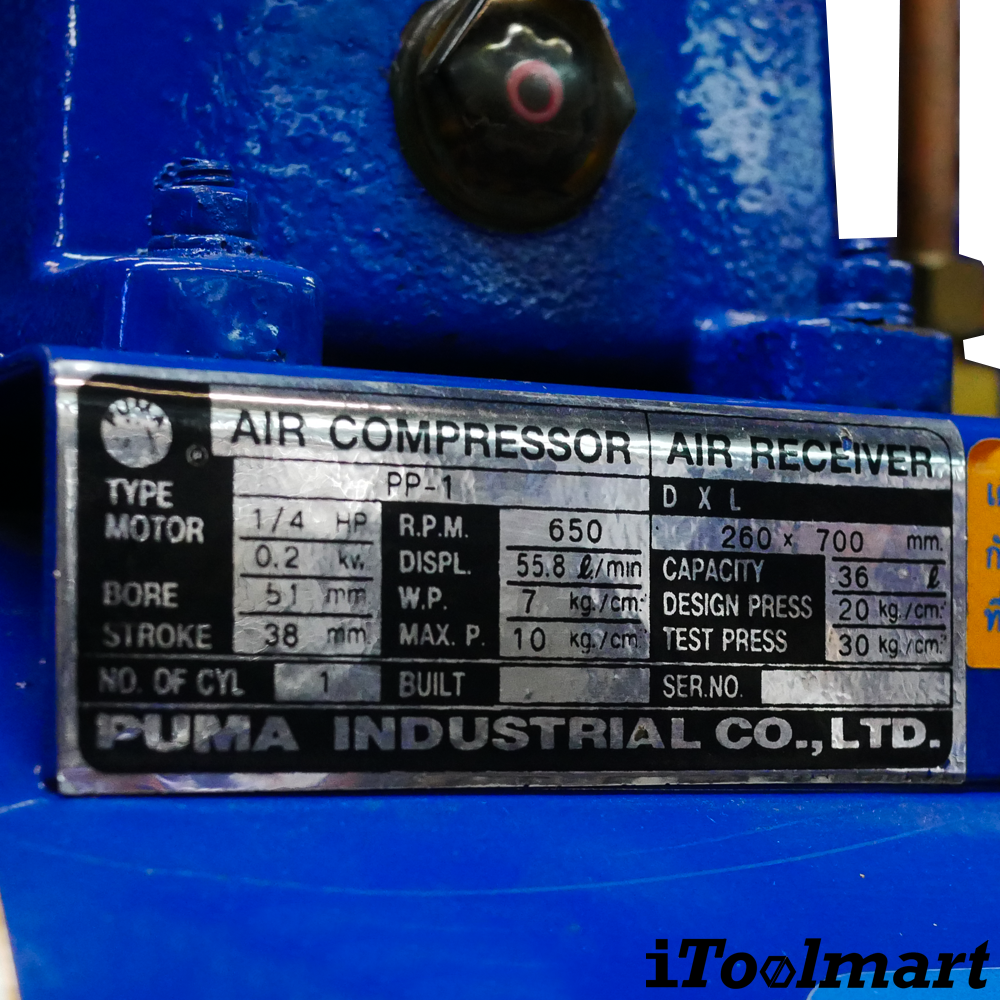 PUMA
®
AIR COMPRESSOR AIR RECEIVER
TYPE PP-1 D X L
MOTOR 1/4 HP R.P.M. 650 260 x 700 mm.
0.2 kw. DISPL. 55.8 ℓ/min CAPACITY 36 ℓ
BORE 51 mm W.P. 7 kg./cm² DESIGN PRESS 20 kg./cm²
STROKE 38 mm. MAX. P. 10 kg./cm² TEST PRESS 30 kg./cm²
NO. OF CYL 1 BUILT SER.NO.
PUMA INDUSTRIAL CO., LTD.
iToolmart